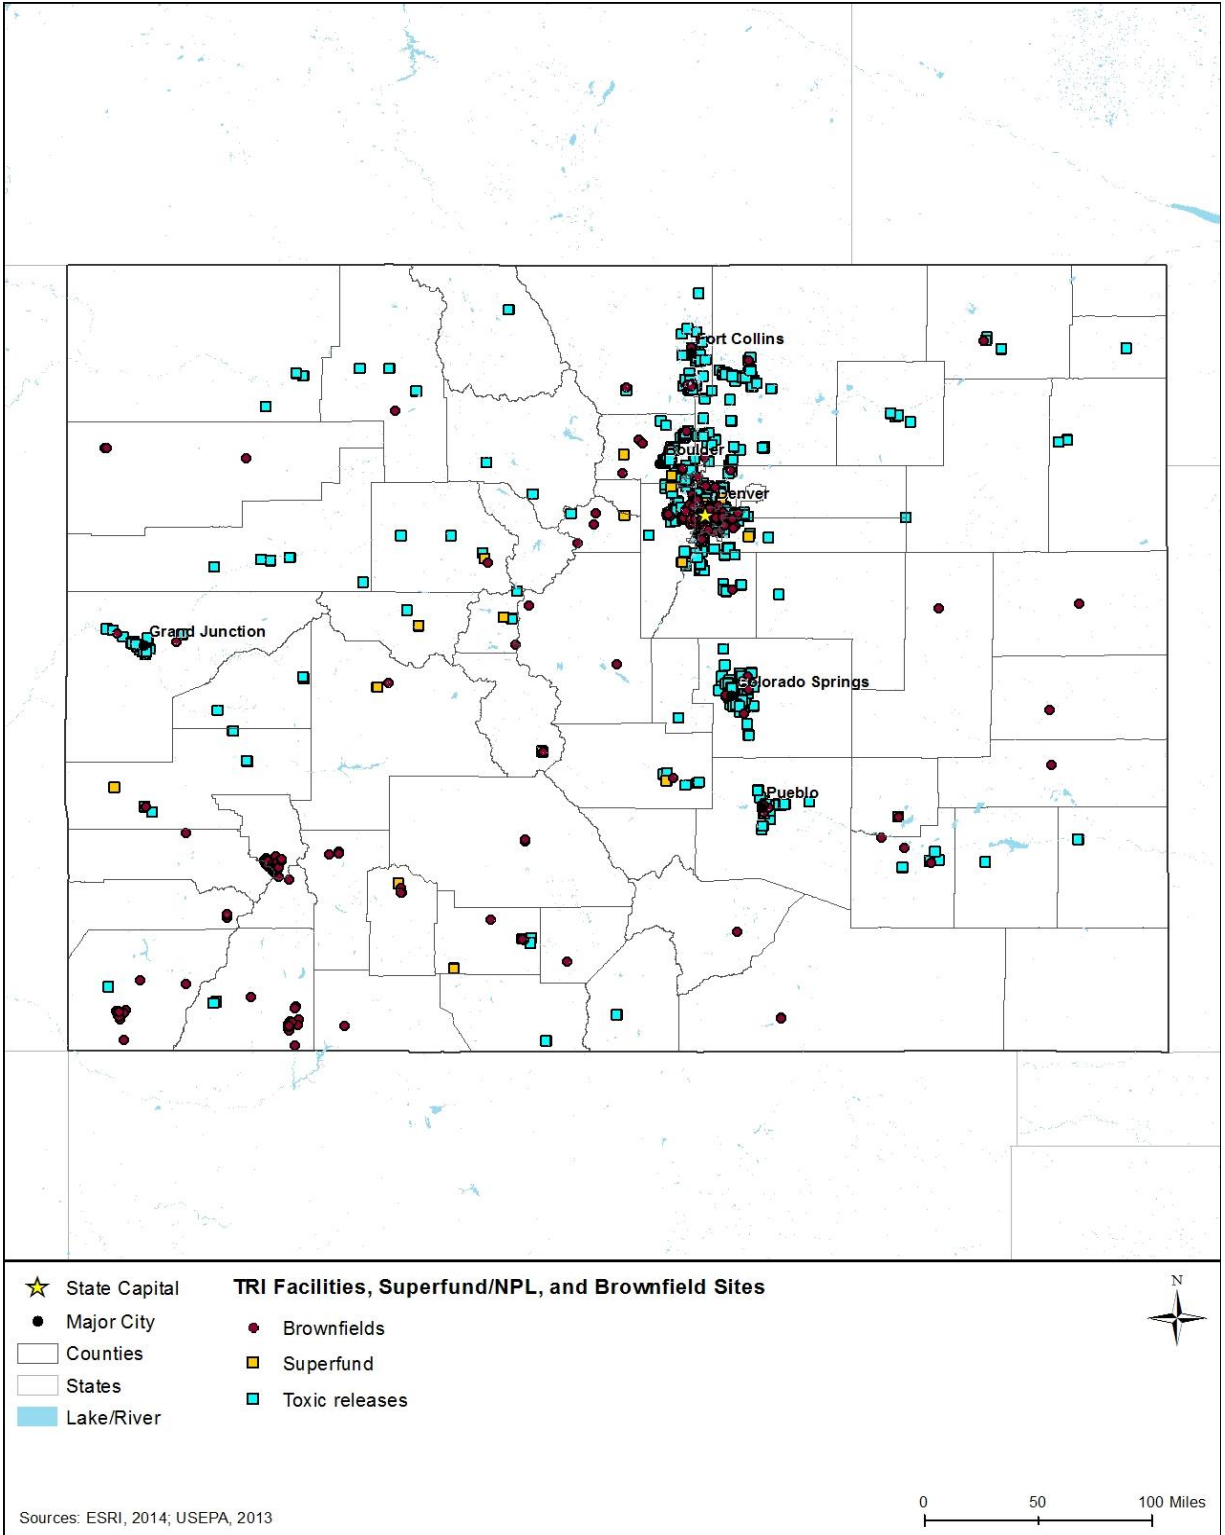 Fort Collins
Boulder
Denver
Grand Junction
Colorado Springs
Pueblo
State Capital
Major City
Counties
States
Lake/River
TRI Facilities, Superfund/NPL, and Brownfield Sites
Brownfields
Superfund
Toxic releases
N
0 50 100 Miles
Sources: ESRI, 2014; USEPA, 2013